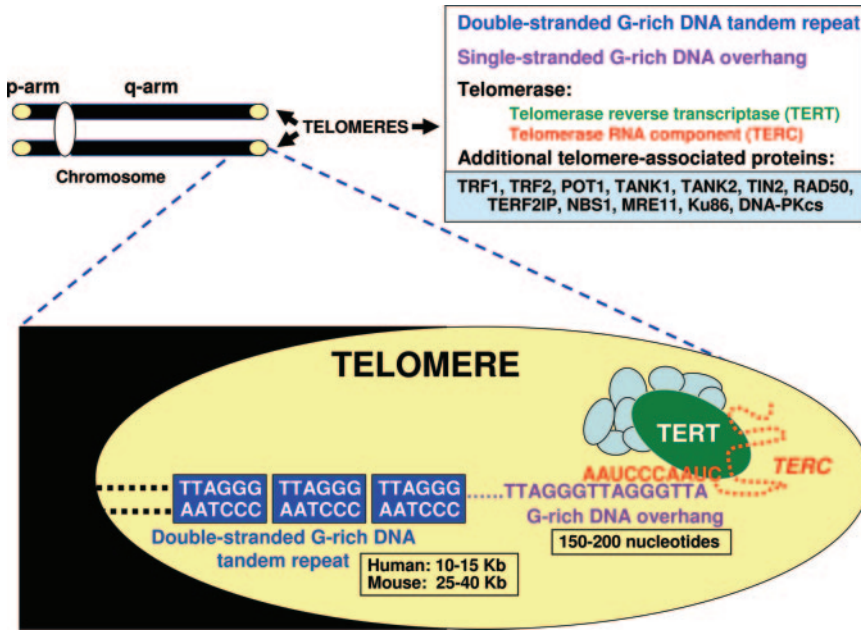 Double-stranded G-rich DNA tandem repeat
Single-stranded G-rich DNA overhang
Telomerase:
Telomerase reverse transcriptase (TERT)
Telomerase RNA component (TERC)
Additional telomere-associated proteins:
TRF1, TRF2, POT1, TANK1, TANK2, TIN2, RAD50,
TERF2IP, NBS1, MRE11, Ku86, DNA-PKcs
p-arm q-arm
TELOMERES
Chromosome
TELOMERE
TERT
TERC
AAUCCCAAUC
TTAGGG TTAGGG TTAGGG ......TTAGGGTTAGGGTTA
AATCCC AATCCC AATCCC
G-rich DNA overhang
150-200 nucleotides
Double-stranded G-rich DNA
tandem repeat
Human: 10-15 Kb
Mouse: 25-40 Kb